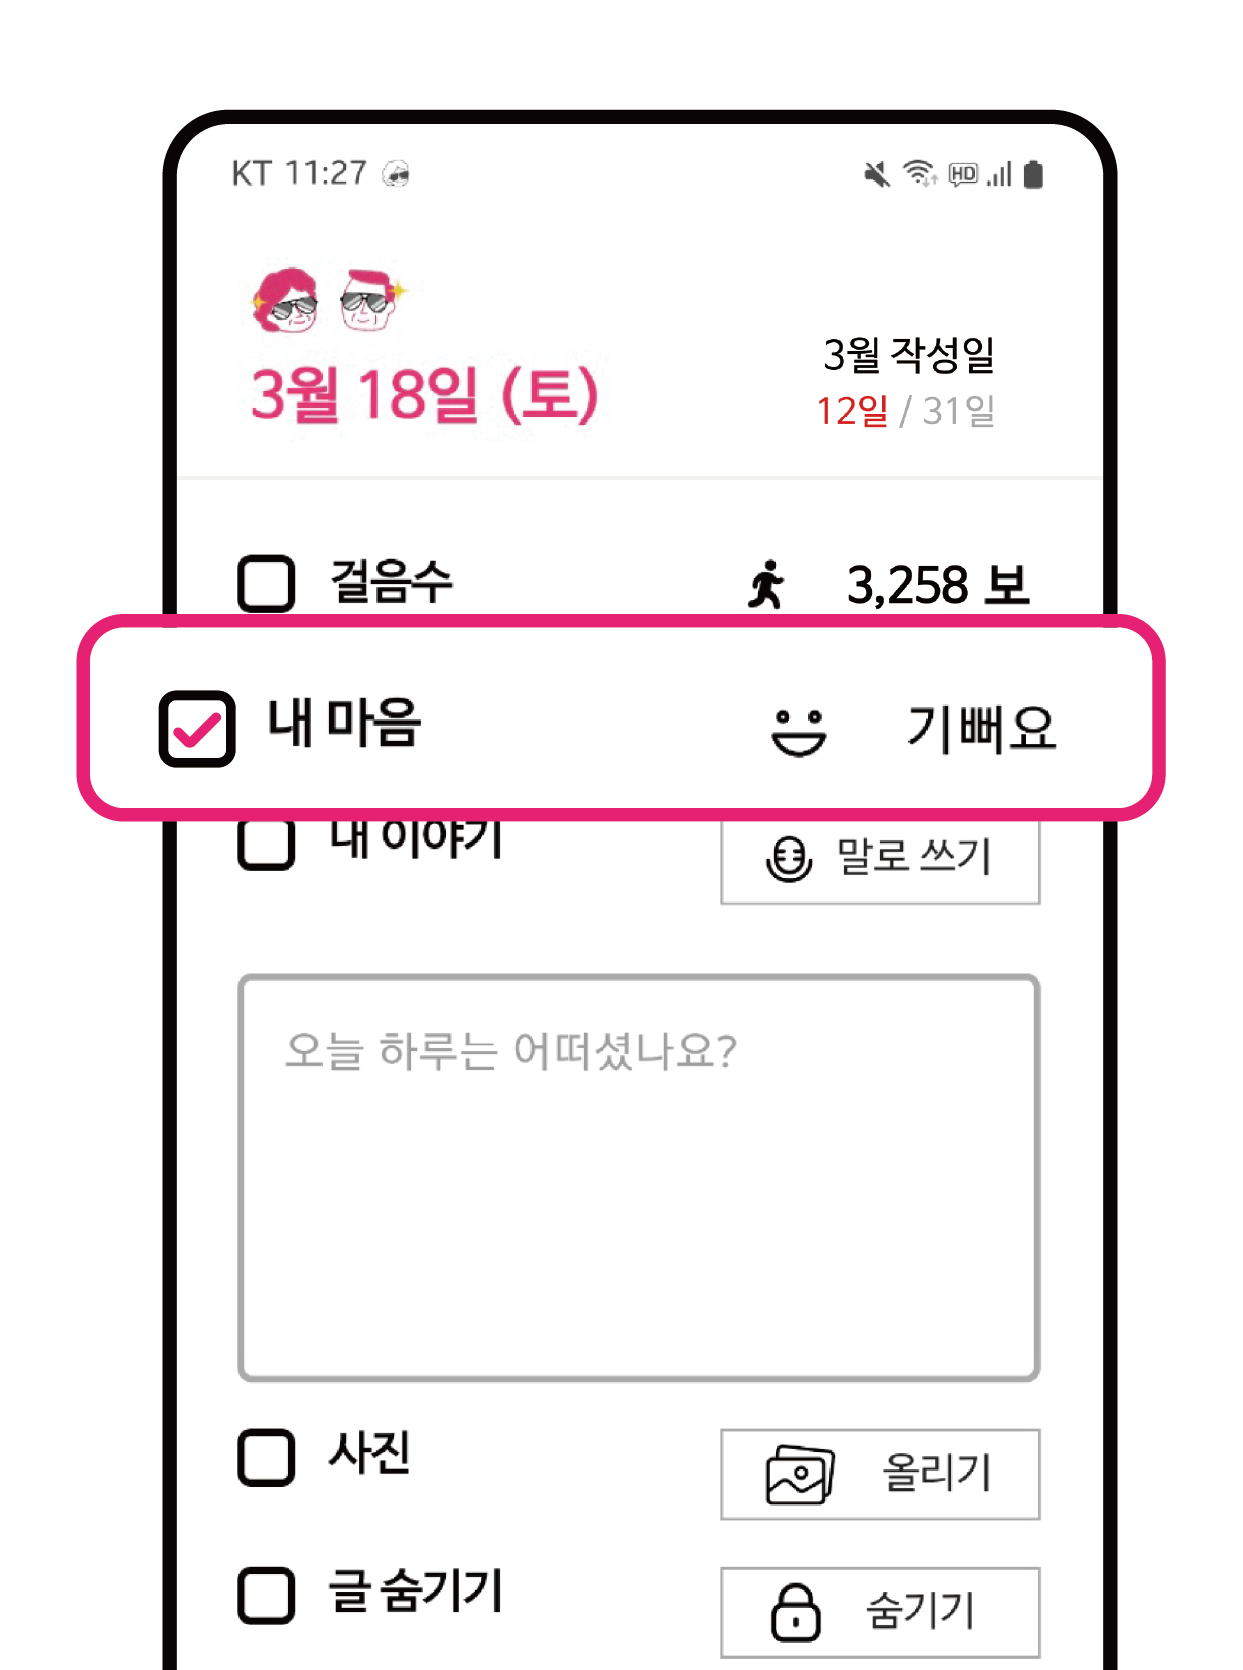 KT 11:27
HD
3월 18일 (토)
3월 작성일
12일 / 31일
걸음수 3,258 보
내 마음 기뻐요
내 이야기 말로 쓰기
오늘 하루는 어떠셨나요?
사진 올리기
글 숨기기 숨기기